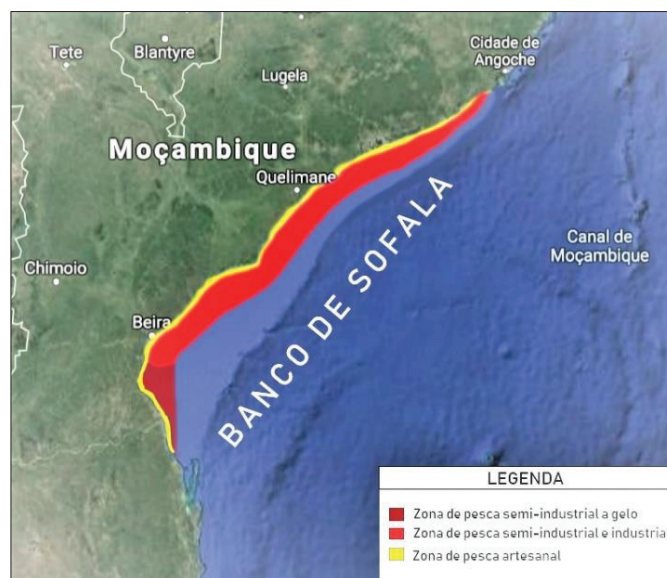 Tete
Blantyre
Cidade de
Angoche
Lugela
Moçambique
Quelimane
Canal de
Moçambique
Chimoio
Beira
BANCO DE SOFALA
LEGENDA
Zona de pesca semi-industrial a gelo
Zona de pesca semi-industrial e industria
Zona de pesca artesanal